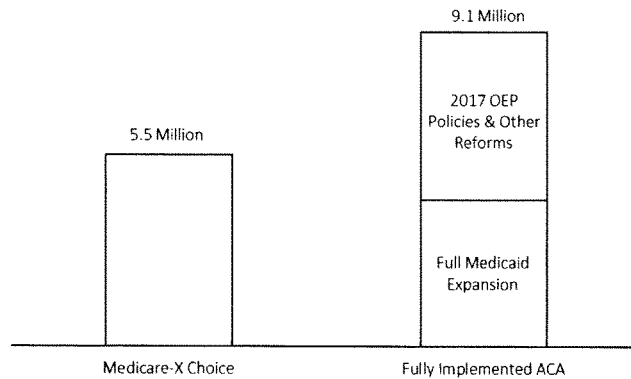 9.1 Million
2017 OEP
Policies & Other
Reforms
5.5 Million
Full Medicaid
Expansion
Medicare-X Choice
Fully Implemented ACA